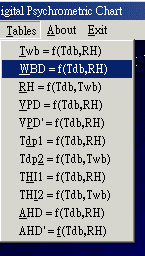 igital Psychrometric Chart
Tables About Exit
Twb = f(Tdb,RH)
WBD = f(Tdb,RH)
RH = f(Tdb,Twb)
VPD = f(Tdb,RH)
VPD' = f(Tdb,RH)
Tdp1 = f(Tdb,RH)
Tdp2 = f(Tdb,Twb)
THI1 = f(Tdb,RH)
THI2 = f(Tdb,Twb)
AHD = f(Tdb,RH)
AHD' = f(Tdb,RH)